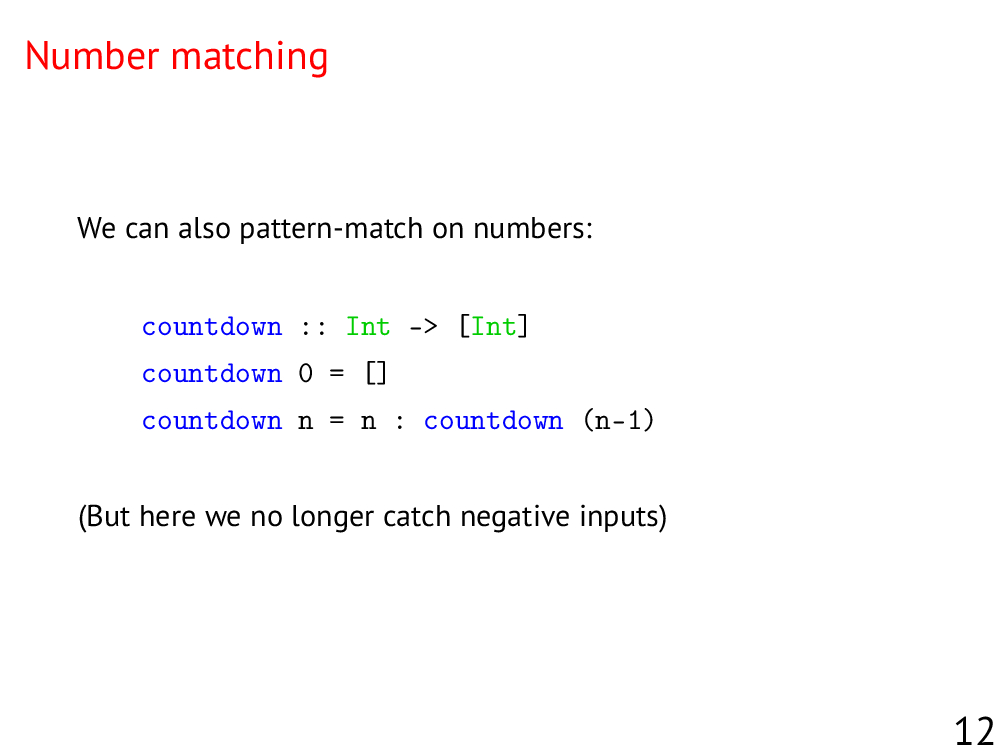 Number matching
We can also pattern-match on numbers:
countdown :: Int -> [Int]
countdown 0 = []
countdown n = n : countdown (n-1)
(But here we no longer catch negative inputs)
12